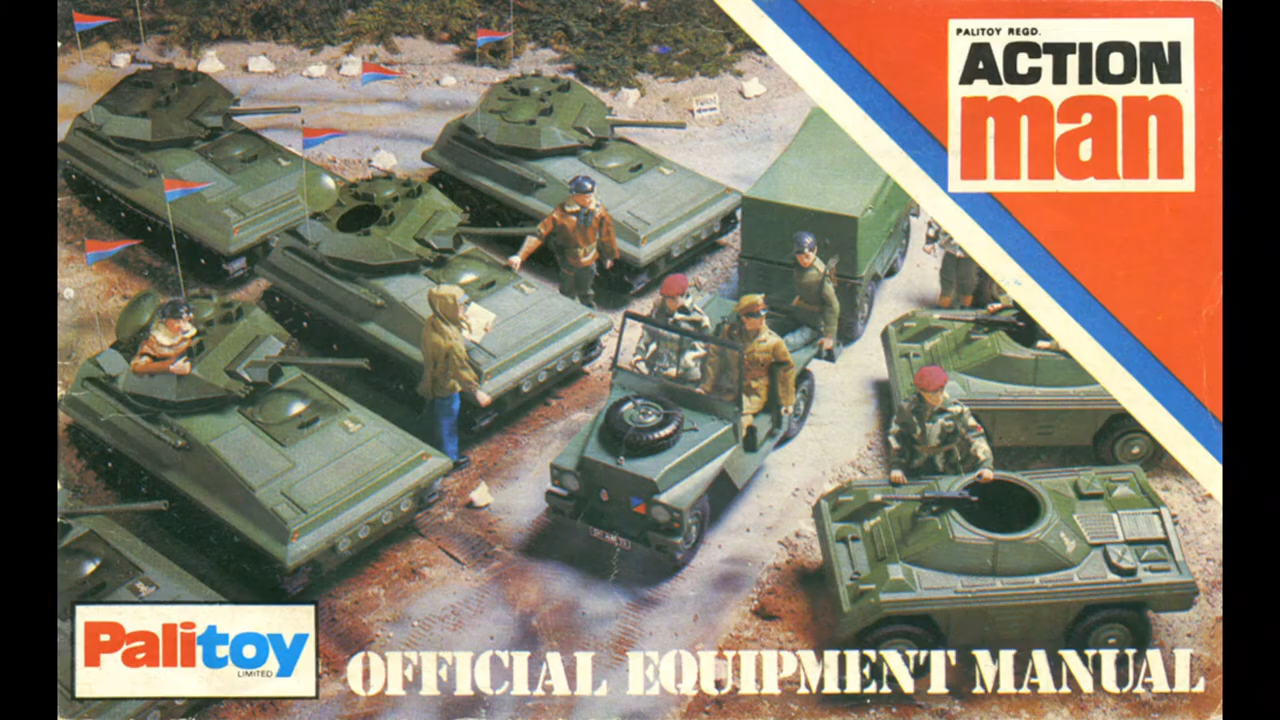 PALITOY REGD.
ACTION
man
Palitoy
LIMITED
OFFICIAL EQUIPMENT MANUAL